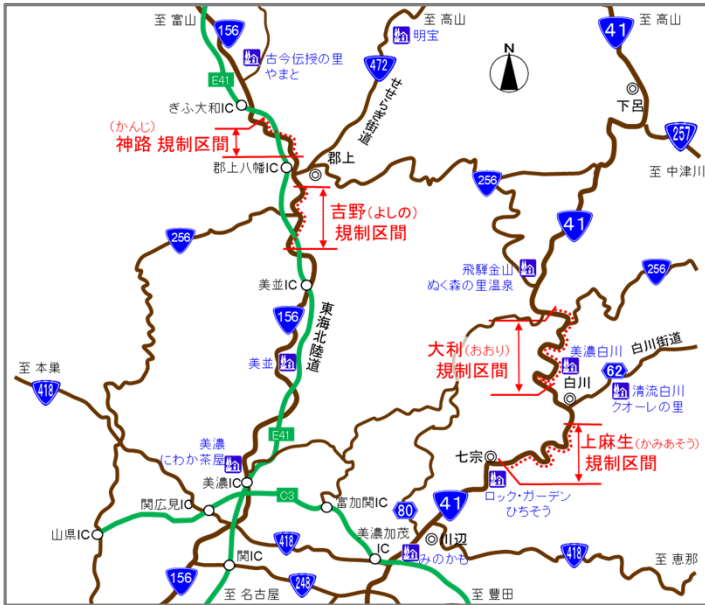 至 富山
156
至 高山
明宝
古今伝授の里
やまと
472
せせらぎ街道
N
41
至 高山
下呂
E41
ぎふ大和IC
(かんじ)
神路 規制区間
郡上八幡IC
郡上
257
至 中津川
256
吉野(よしの)
規制区間
41
256
飛騨金山
ぬく森の里温泉
256
美並IC
156
東海北陸道
大利(おおり)
規制区間
美濃白川
白川街道
62
白川
清流白川
クオーレの里
至 本巣
418
美並
E41
美濃
にわか茶屋
上麻生(かみあそう)
規制区間
七宗
美濃IC
C3
ロック・ガーデン
ひちそう
関広見IC
富加関IC
80
41
山県IC
418
美濃加茂
IC
川辺
みのかも
418
至 恵那
関IC
156
248
至 名古屋
至 豊田